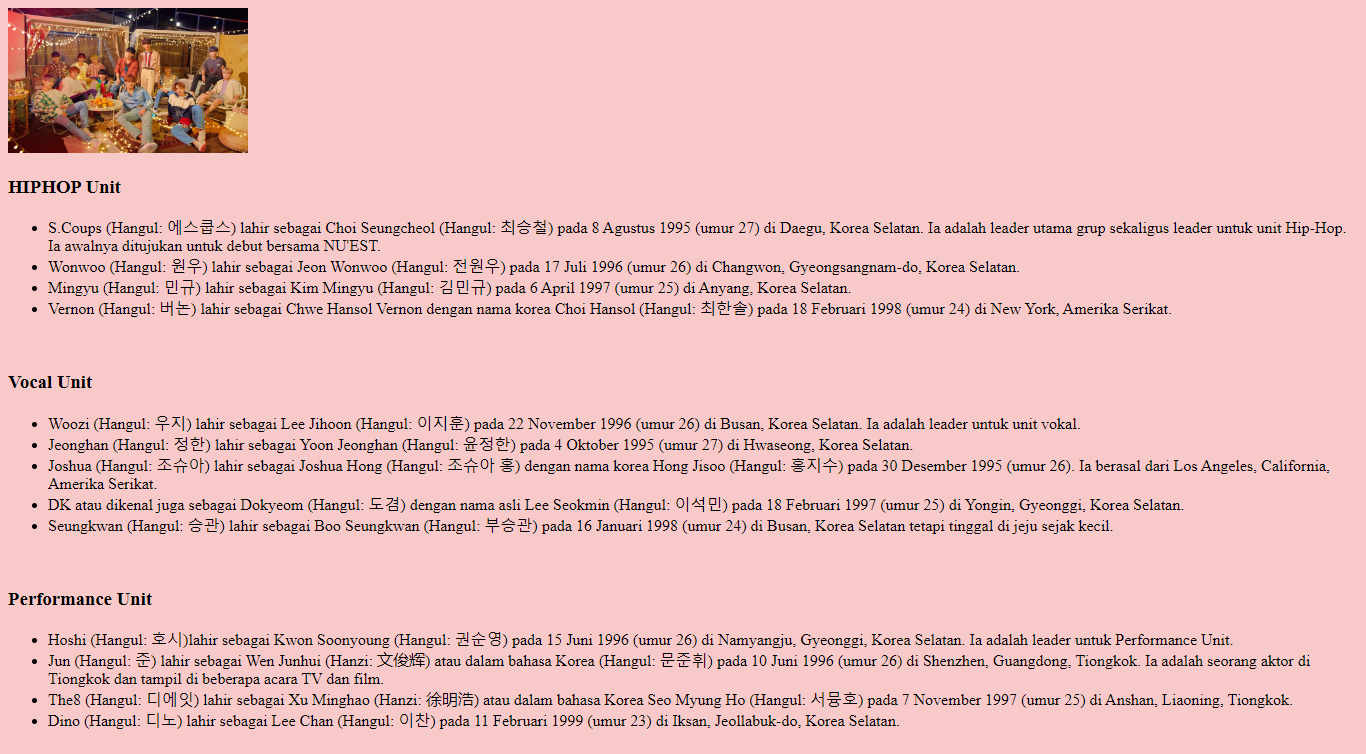 HIPHOP Unit
S.Coups (Hangul: 에스쿱스) lahir sebagai Choi Seungcheol (Hangul: 최승철) pada 8 Agustus 1995 (umur 27) di Daegu, Korea Selatan. Ia adalah leader utama grup sekaligus leader untuk unit Hip-Hop.
Ia awalnya ditujukan untuk debut bersama NU'EST.
Wonwoo (Hangul: 원우) lahir sebagai Jeon Wonwoo (Hangul: 전원우) pada 17 Juli 1996 (umur 26) di Changwon, Gyeongsangnam-do, Korea Selatan.
Mingyu (Hangul: 민규) lahir sebagai Kim Mingyu (Hangul: 김민규) pada 6 April 1997 (umur 25) di Anyang, Korea Selatan.
Vernon (Hangul: 버논) lahir sebagai Chwe Hansol Vernon dengan nama korea Choi Hansol (Hangul: 최한솔) pada 18 Februari 1998 (umur 24) di New York, Amerika Serikat.
Vocal Unit
Woozi (Hangul: 우지) lahir sebagai Lee Jihoon (Hangul: 이지훈) pada 22 November 1996 (umur 26) di Busan, Korea Selatan. Ia adalah leader untuk unit vokal.
Jeonghan (Hangul: 정한) lahir sebagai Yoon Jeonghan (Hangul: 윤정한) pada 4 Oktober 1995 (umur 27) di Hwaseong, Korea Selatan.
Joshua (Hangul: 조슈아) lahir sebagai Joshua Hong (Hangul: 조슈아 홍) dengan nama korea Hong Jisoo (Hangul: 홍지수) pada 30 Desember 1995 (umur 26). Ia berasal dari Los Angeles, California,
Amerika Serikat.
DK atau dikenal juga sebagai Dokyeom (Hangul: 도겸) dengan nama asli Lee Seokmin (Hangul: 이석민) pada 18 Februari 1997 (umur 25) di Yongin, Gyeonggi, Korea Selatan.
Seungkwan (Hangul: 승관) lahir sebagai Boo Seungkwan (Hangul: 부승관) pada 16 Januari 1998 (umur 24) di Busan, Korea Selatan tetapi tinggal di jeju sejak kecil.
Performance Unit
Hoshi (Hangul: 호시)lahir sebagai Kwon Soonyoung (Hangul: 권순영) pada 15 Juni 1996 (umur 26) di Namyangju, Gyeonggi, Korea Selatan. Ia adalah leader untuk Performance Unit.
Jun (Hangul: 준) lahir sebagai Wen Junhui (Hanzi: 文俊辉) atau dalam bahasa Korea (Hangul: 문준휘) pada 10 Juni 1996 (umur 26) di Shenzhen, Guangdong, Tiongkok. Ia adalah seorang aktor di
Tiongkok dan tampil di beberapa acara TV dan film.
The8 (Hangul: 디에잇) lahir sebagai Xu Minghao (Hanzi: 徐明浩) atau dalam bahasa Korea Seo Myung Ho (Hangul: 서뮹호) pada 7 November 1997 (umur 25) di Anshan, Liaoning, Tiongkok.
Dino (Hangul: 디노) lahir sebagai Lee Chan (Hangul: 이찬) pada 11 Februari 1999 (umur 23) di Iksan, Jeollabuk-do, Korea Selatan.